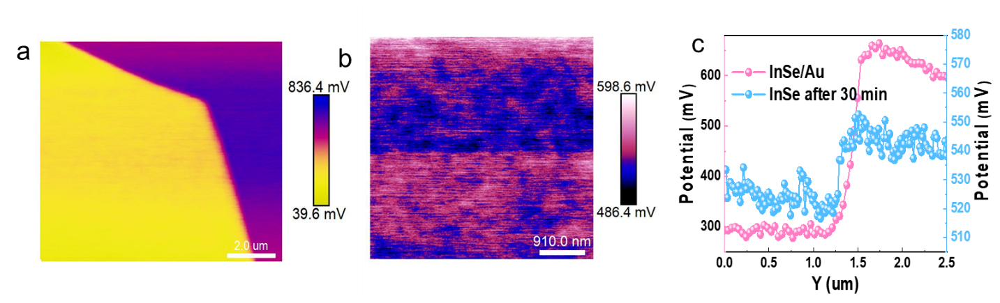 a
836.4 mV
39.6 mV
2.0 um
b
598.6 mV
486.4 mV
910.0 nm
c
Potential (mV)
600
500
400
300
InSe/Au
InSe after 30 min
580
570
560
550
540
530
520
510
Potential (mV)
0.0 0.5 1.0 1.5 2.0 2.5
Y (um)